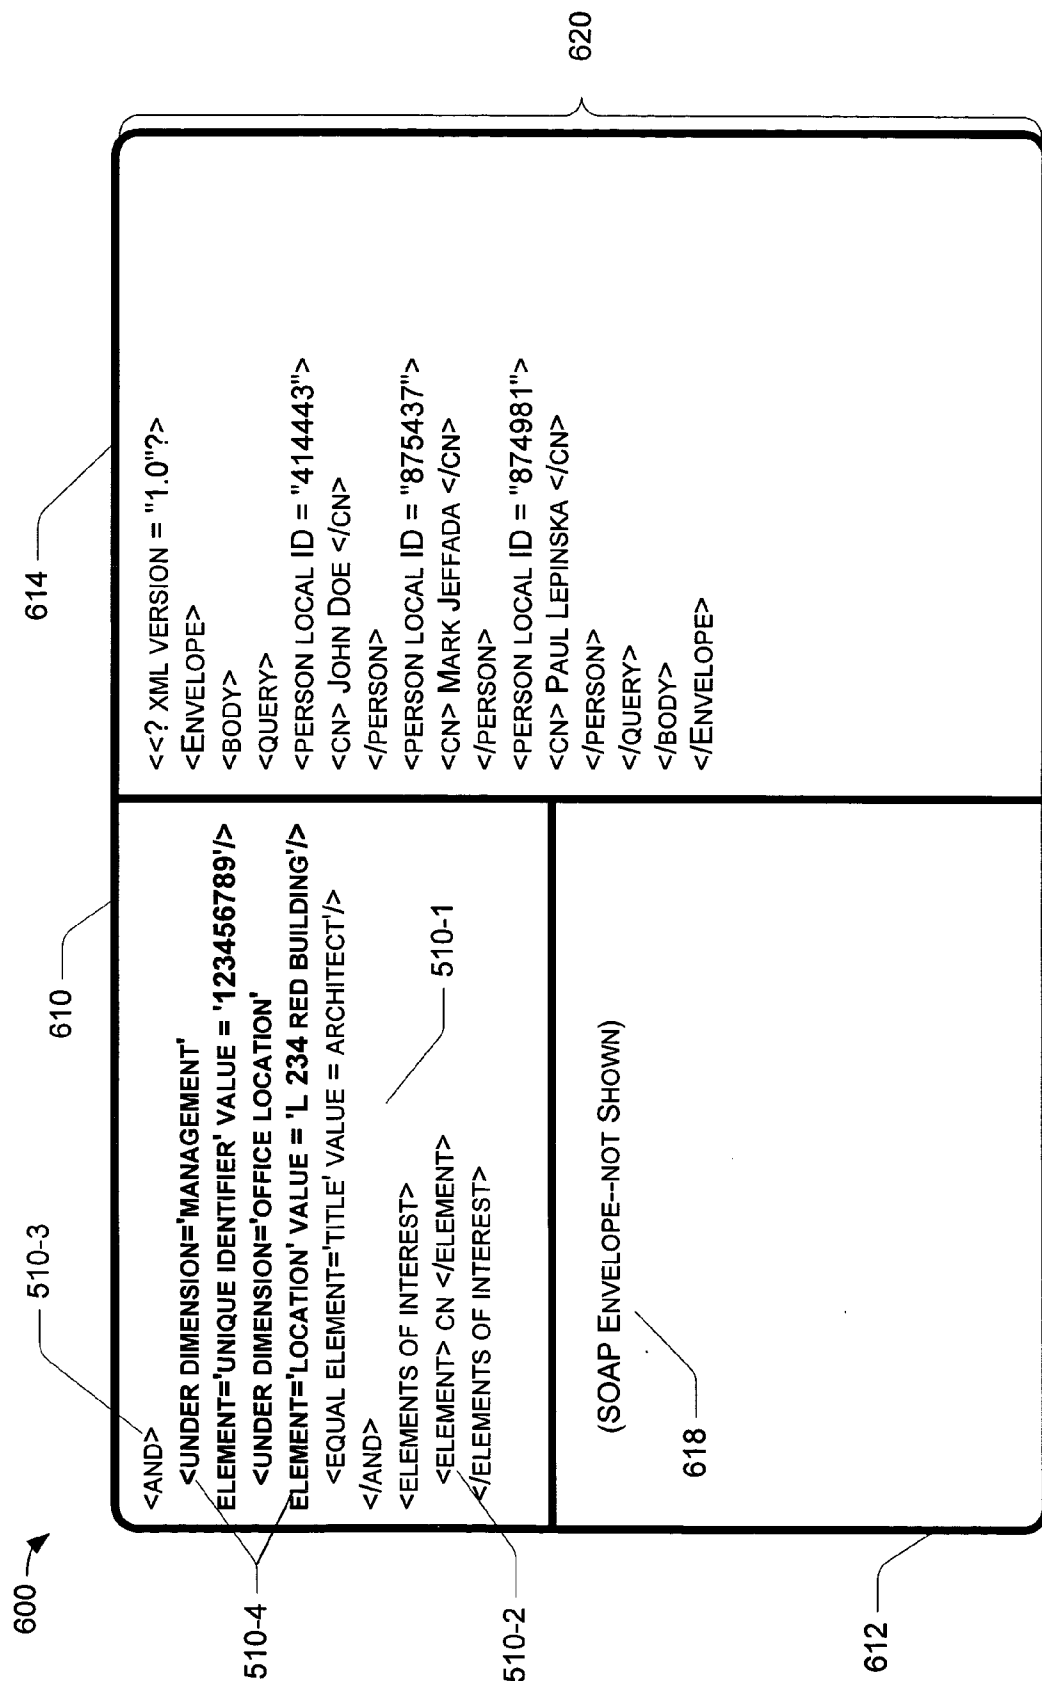 600
610
614
620
510-3
<AND>
<UNDER DIMENSION='MANAGEMENT'
ELEMENT='UNIQUE IDENTIFIER' VALUE = '123456789'/>
<UNDER DIMENSION='OFFICE LOCATION'
ELEMENT='LOCATION' VALUE = 'L 234 RED BUILDING'/>
<EQUAL ELEMENT='TITLE' VALUE = ARCHITECT'/>
</AND>
<ELEMENTS OF INTEREST>
<ELEMENT> CN </ELEMENT>
</ELEMENTS OF INTEREST>
510-4
510-1
510-2
<<? XML VERSION = "1.0"?>
<ENVELOPE>
<BODY>
<QUERY>
<PERSON LOCAL ID = "414443">
<CN> JOHN DOE </CN>
</PERSON>
<PERSON LOCAL ID = "875437">
<CN> MARK JEFFADA </CN>
</PERSON>
<PERSON LOCAL ID = "874981">
<CN> PAUL LEPINSKA </CN>
</PERSON>
</QUERY>
</BODY>
</ENVELOPE>
(SOAP ENVELOPE--NOT SHOWN)
618
612